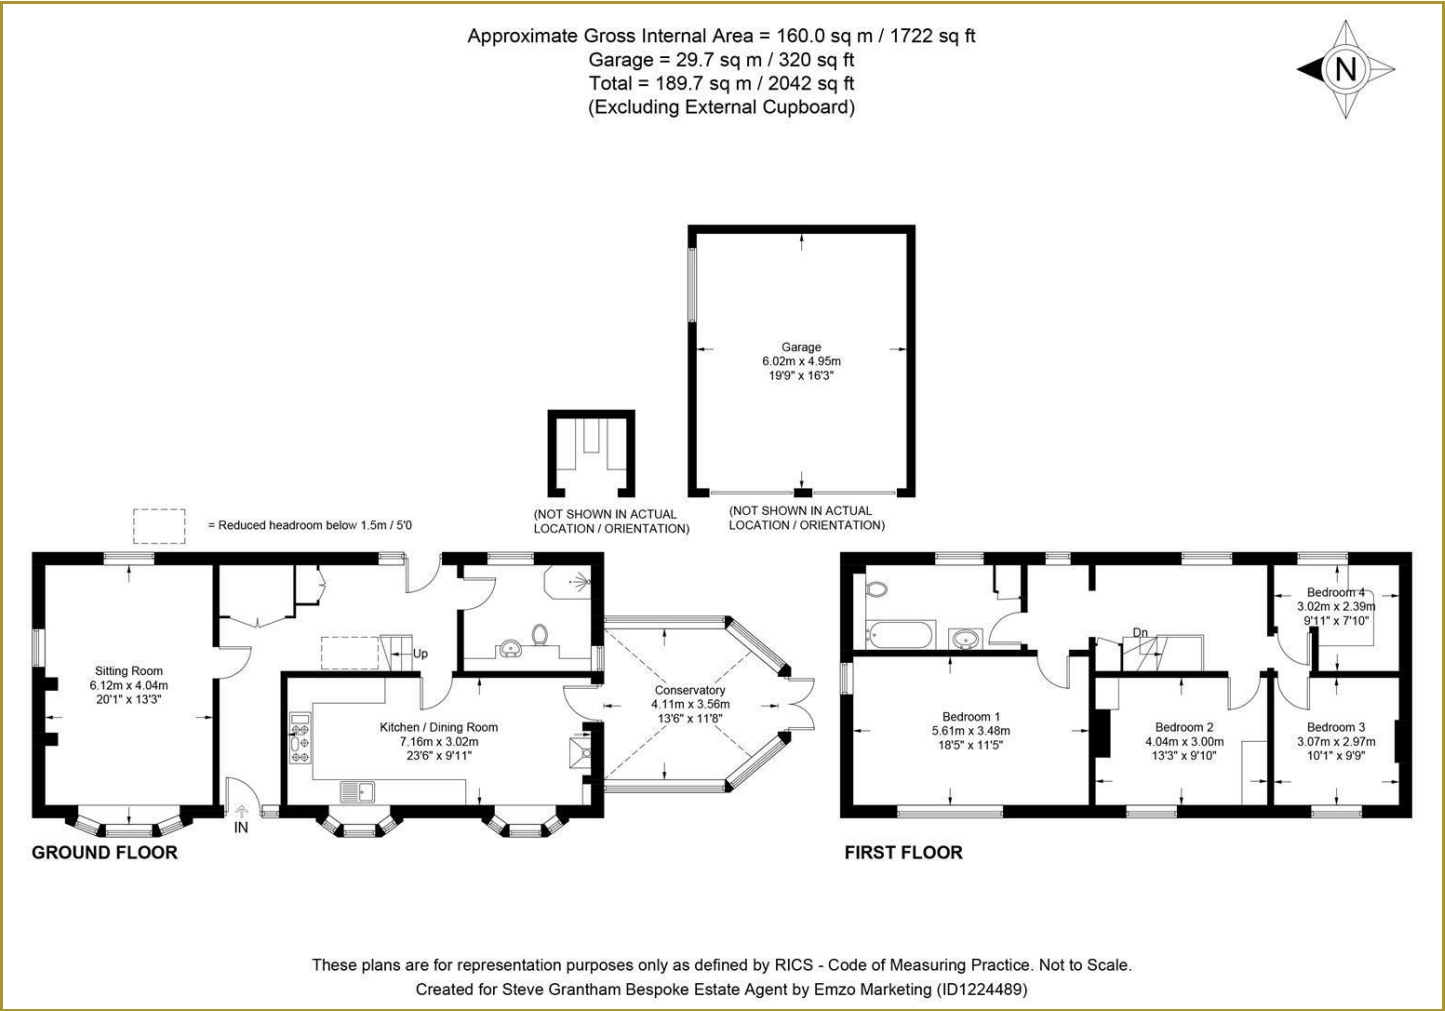 Approximate Gross Internal Area = 160.0 sq m / 1722 sq ft
Garage = 29.7 sq m / 320 sq ft
Total = 189.7 sq m / 2042 sq ft
(Excluding External Cupboard)
N
Garage
6.02m x 4.95m
19'9" x 16'3"
(NOT SHOWN IN ACTUAL
LOCATION / ORIENTATION)
(NOT SHOWN IN ACTUAL
LOCATION / ORIENTATION)
= Reduced headroom below 1.5m / 5'0
Sitting Room
6.12m x 4.04m
20'1" x 13'3"
Up
Kitchen / Dining Room
7.16m x 3.02m
23'6" x 9'11"
Conservatory
4.11m x 3.56m
13'6" x 11'8"
IN
GROUND FLOOR
Bedroom 4
3.02m x 2.39m
9'11" x 7'10"
Dn
Bedroom 1
5.61m x 3.48m
18'5" x 11'5"
Bedroom 2
4.04m x 3.00m
13'3" x 9'10"
Bedroom 3
3.07m x 2.97m
10'1" x 9'9"
FIRST FLOOR
These plans are for representation purposes only as defined by RICS - Code of Measuring Practice. Not to Scale.
Created for Steve Grantham Bespoke Estate Agent by Emzo Marketing (ID1224489)